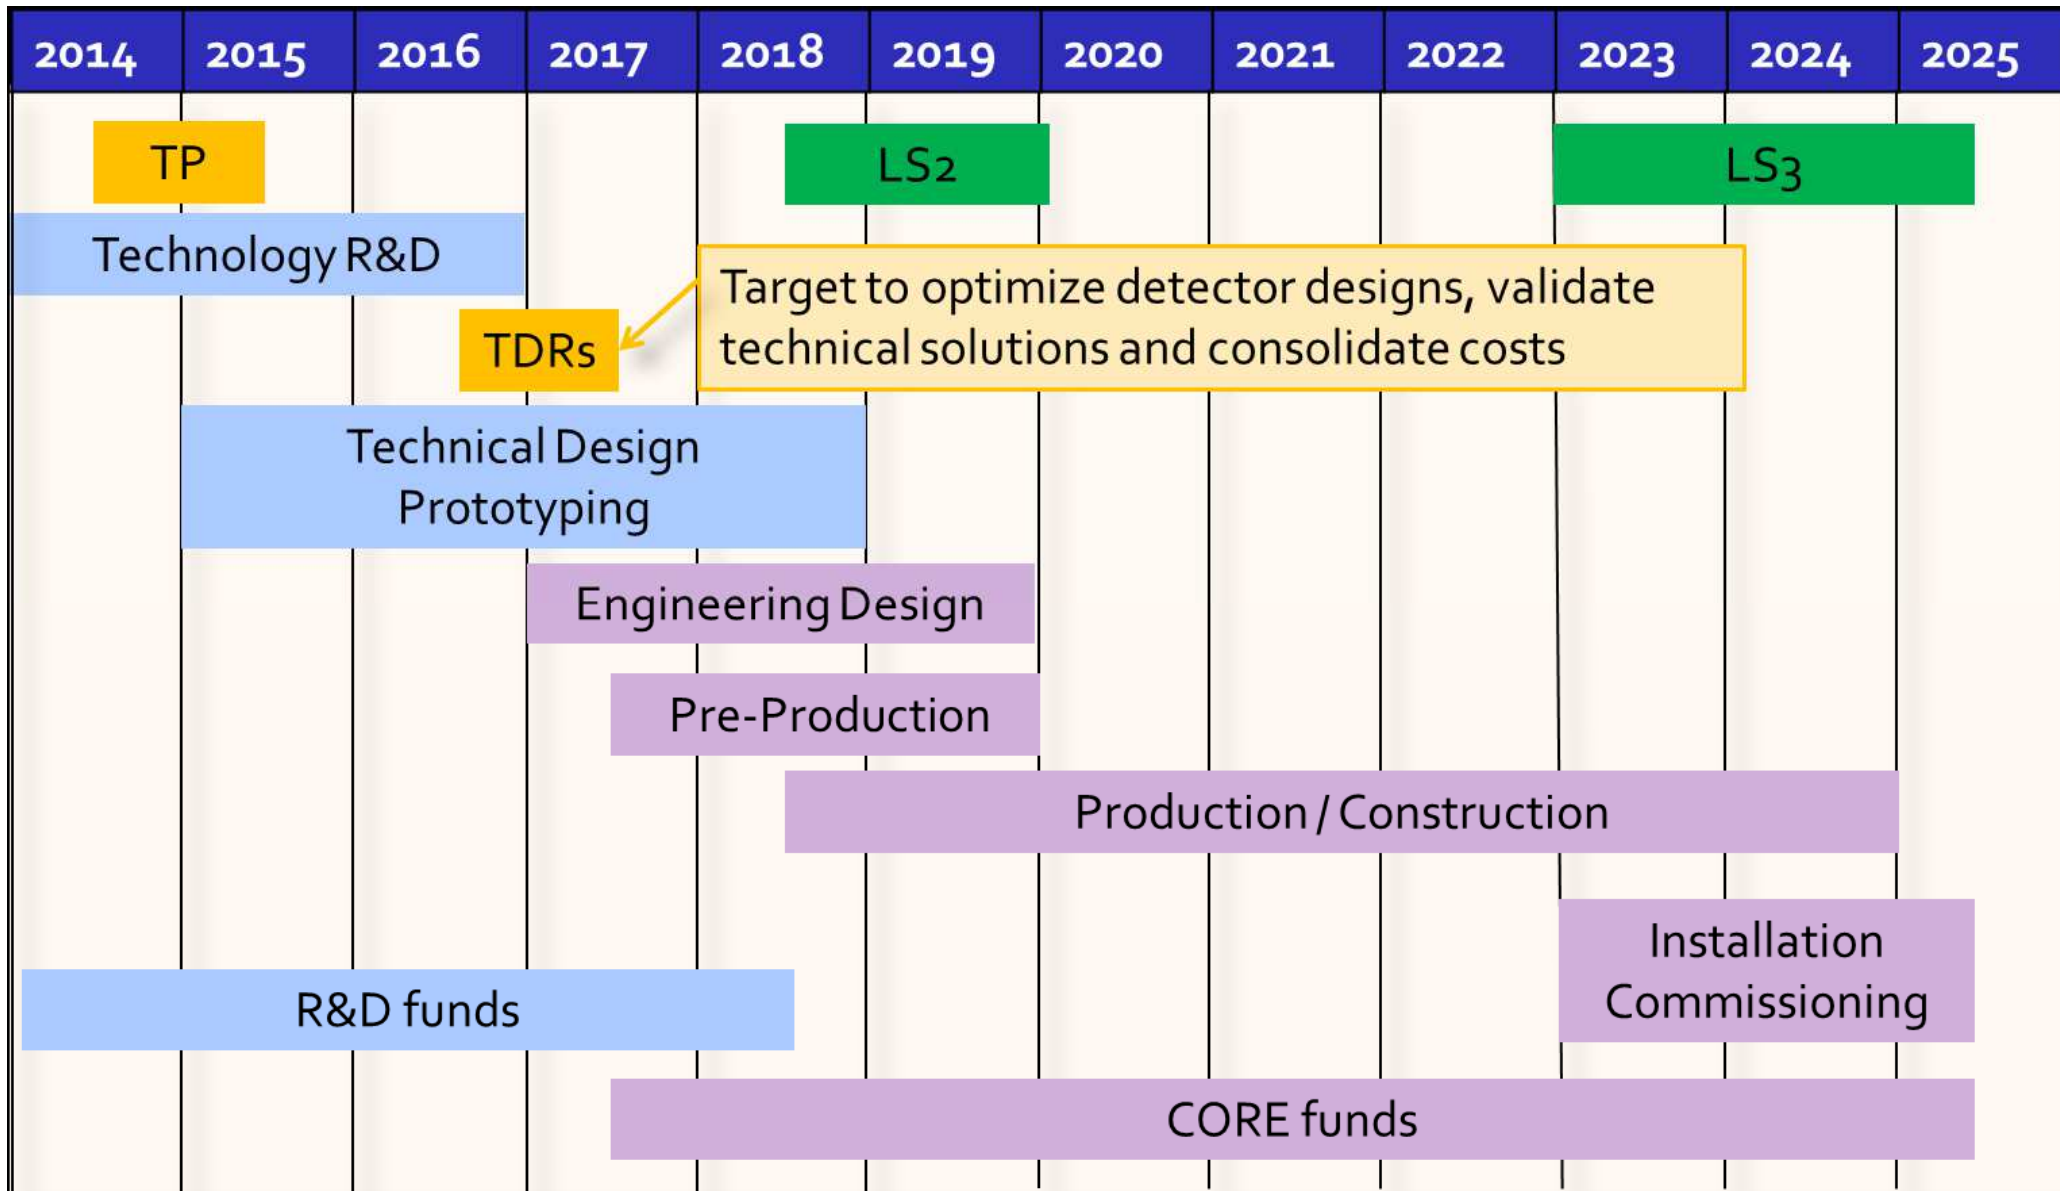 2014 2015 2016 2017 2018 2019 2020 2021 2022 2023 2024 2025
TP LS2 LS3
Technology R&D
Target to optimize detector designs, validate
technical solutions and consolidate costs
TDRs
Technical Design
Prototyping
Engineering Design
Pre-Production
Production / Construction
Installation
Commissioning
R&D funds
CORE funds